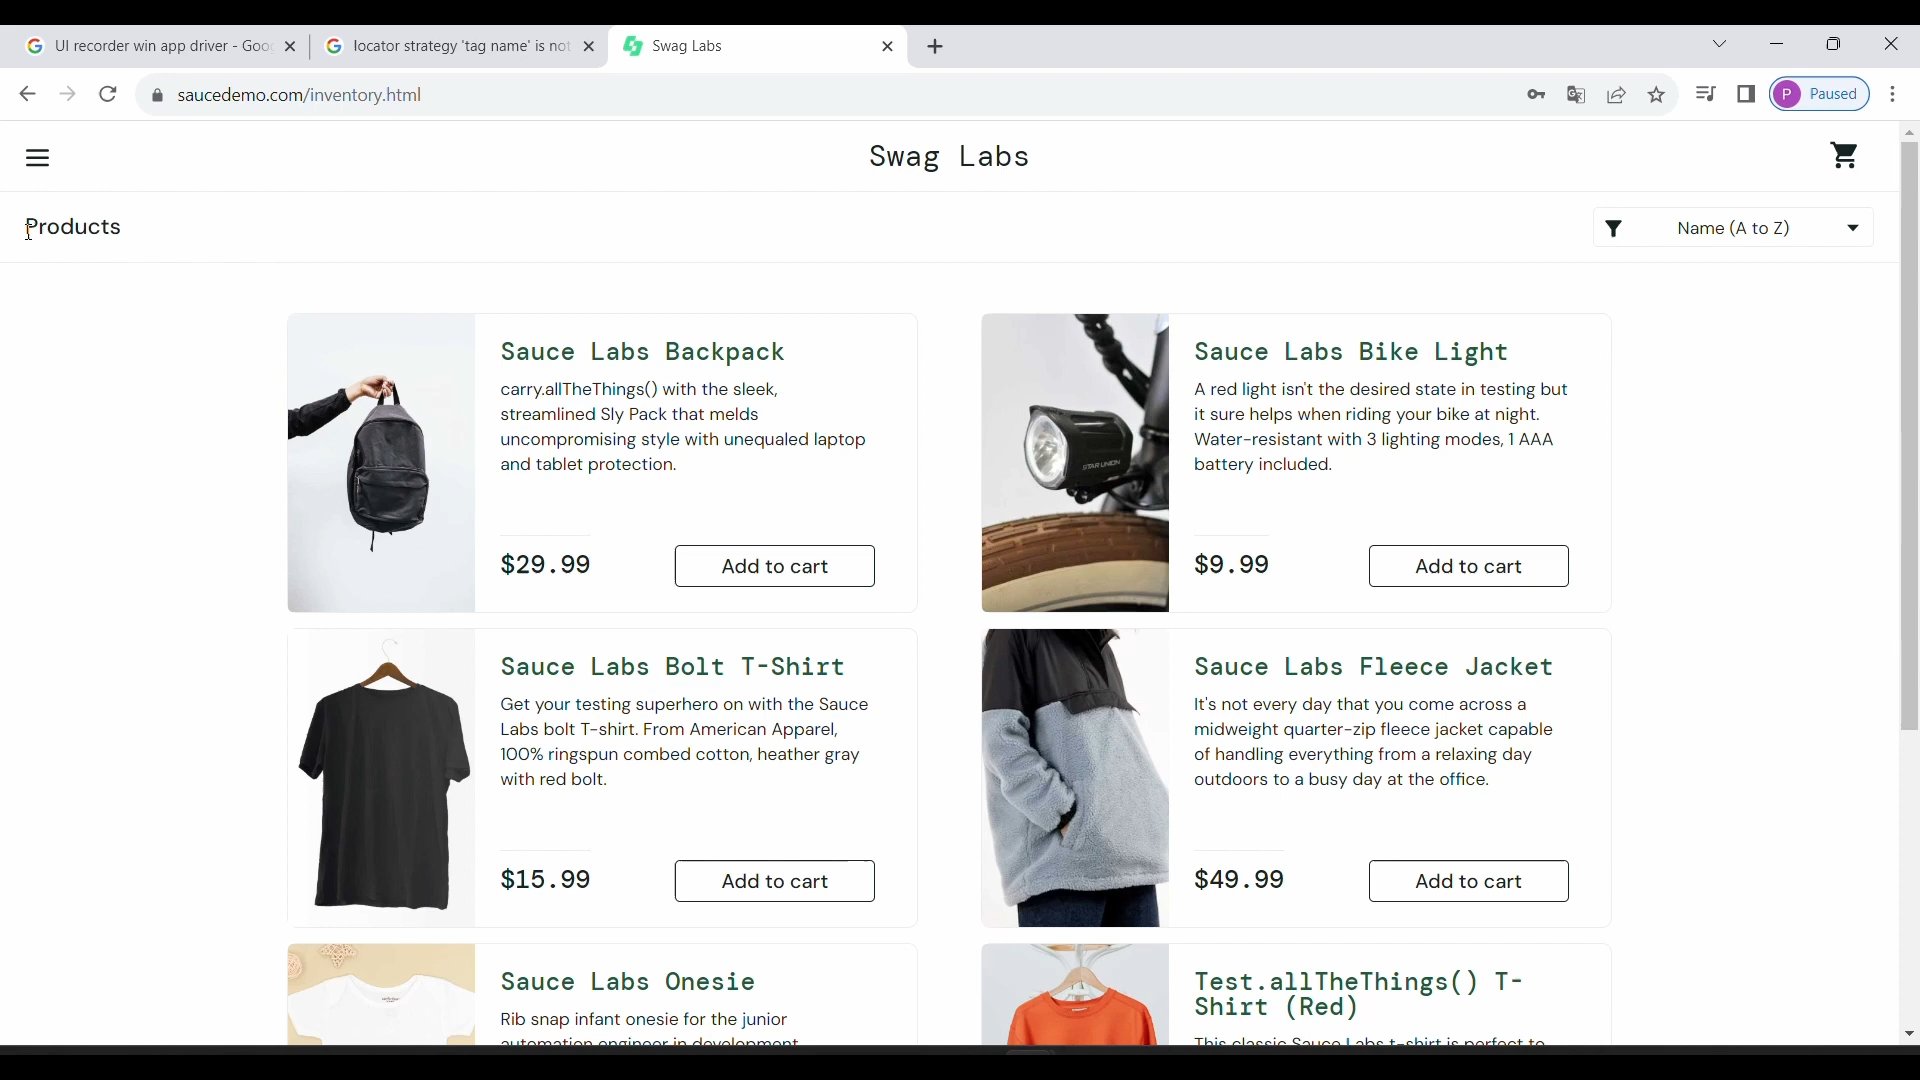 UI recorder win app driver - Goo
locator strategy 'tag name' is not
Swag Labs
saucedemo.com/inventory.html
P Paused
Swag Labs
Products
Name (A to Z)
Sauce Labs Backpack
carry.allTheThings() with the sleek,
streamlined Sly Pack that melds
uncompromising style with unequaled laptop
and tablet protection.
$29.99
Add to cart
Sauce Labs Bike Light
A red light isn't the desired state in testing but
it sure helps when riding your bike at night.
Water-resistant with 3 lighting modes, 1 AAA
battery included.
STAR UNION
$9.99
Add to cart
Sauce Labs Bolt T-Shirt
Get your testing superhero on with the Sauce
Labs bolt T-shirt. From American Apparel,
100% ringspun combed cotton, heather gray
with red bolt.
$15.99
Add to cart
Sauce Labs Fleece Jacket
It's not every day that you come across a
midweight quarter-zip fleece jacket capable
of handling everything from a relaxing day
outdoors to a busy day at the office.
$49.99
Add to cart
Sauce Labs Onesie
Rib snap infant onesie for the junior
automation engineer in development.
Test.allTheThings() T-
Shirt (Red)
This classic Sauce Labs t-shirt is perfect to